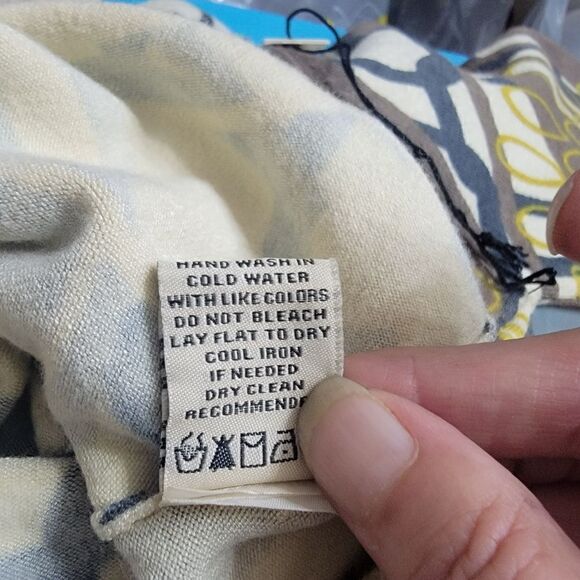 HAND WASH IN
COLD WATER
WITH LIKE COLORS
DO NOT BLEACH
LAY FLAT TO DRY
COOL IRON
IF NEEDED
DRY CLEAN
RECOMMENDE